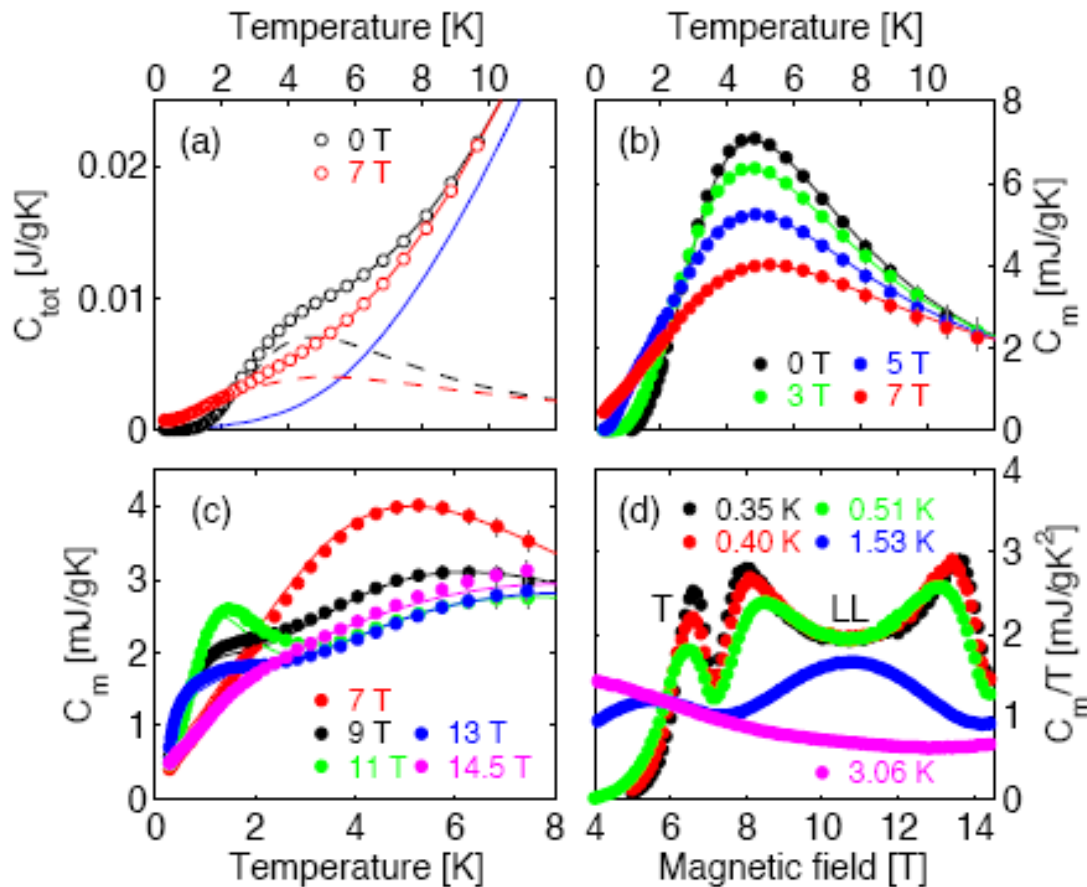 Temperature [K]
0 2 4 6 8 10
C_tot [J/gK]
0.02
0.01
0
(a)
0 T
7 T
Temperature [K]
0 2 4 6 8 10
(b)
8
6
4
2
0
C_m [mJ/gK]
0 T
3 T
5 T
7 T
C_m [mJ/gK]
4
3
2
1
0
(c)
7 T
9 T
11 T
13 T
14.5 T
0 2 4 6 8
Temperature [K]
(d)
0.35 K
0.40 K
0.51 K
1.53 K
T
LL
3.06 K
4
3
2
1
0
C_m/T [mJ/gK²]
4 6 8 10 12 14
Magnetic field [T]